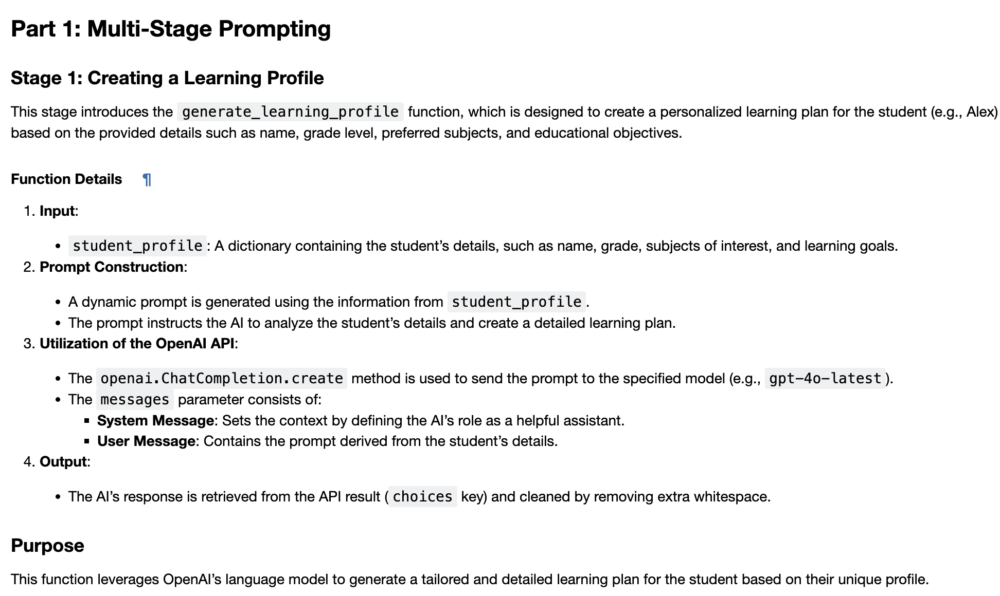 Part 1: Multi-Stage Prompting
Stage 1: Creating a Learning Profile
This stage introduces the generate_learning_profile function, which is designed to create a personalized learning plan for the student (e.g., Alex)
based on the provided details such as name, grade level, preferred subjects, and educational objectives.
Function Details ¶
1. Input:
• student_profile: A dictionary containing the student’s details, such as name, grade, subjects of interest, and learning goals.
2. Prompt Construction:
• A dynamic prompt is generated using the information from student_profile.
• The prompt instructs the AI to analyze the student’s details and create a detailed learning plan.
3. Utilization of the OpenAI API:
• The openai.ChatCompletion.create method is used to send the prompt to the specified model (e.g., gpt-4o-latest).
• The messages parameter consists of:
▪ System Message: Sets the context by defining the AI’s role as a helpful assistant.
▪ User Message: Contains the prompt derived from the student’s details.
4. Output:
• The AI’s response is retrieved from the API result (choices key) and cleaned by removing extra whitespace.
Purpose
This function leverages OpenAI’s language model to generate a tailored and detailed learning plan for the student based on their unique profile.